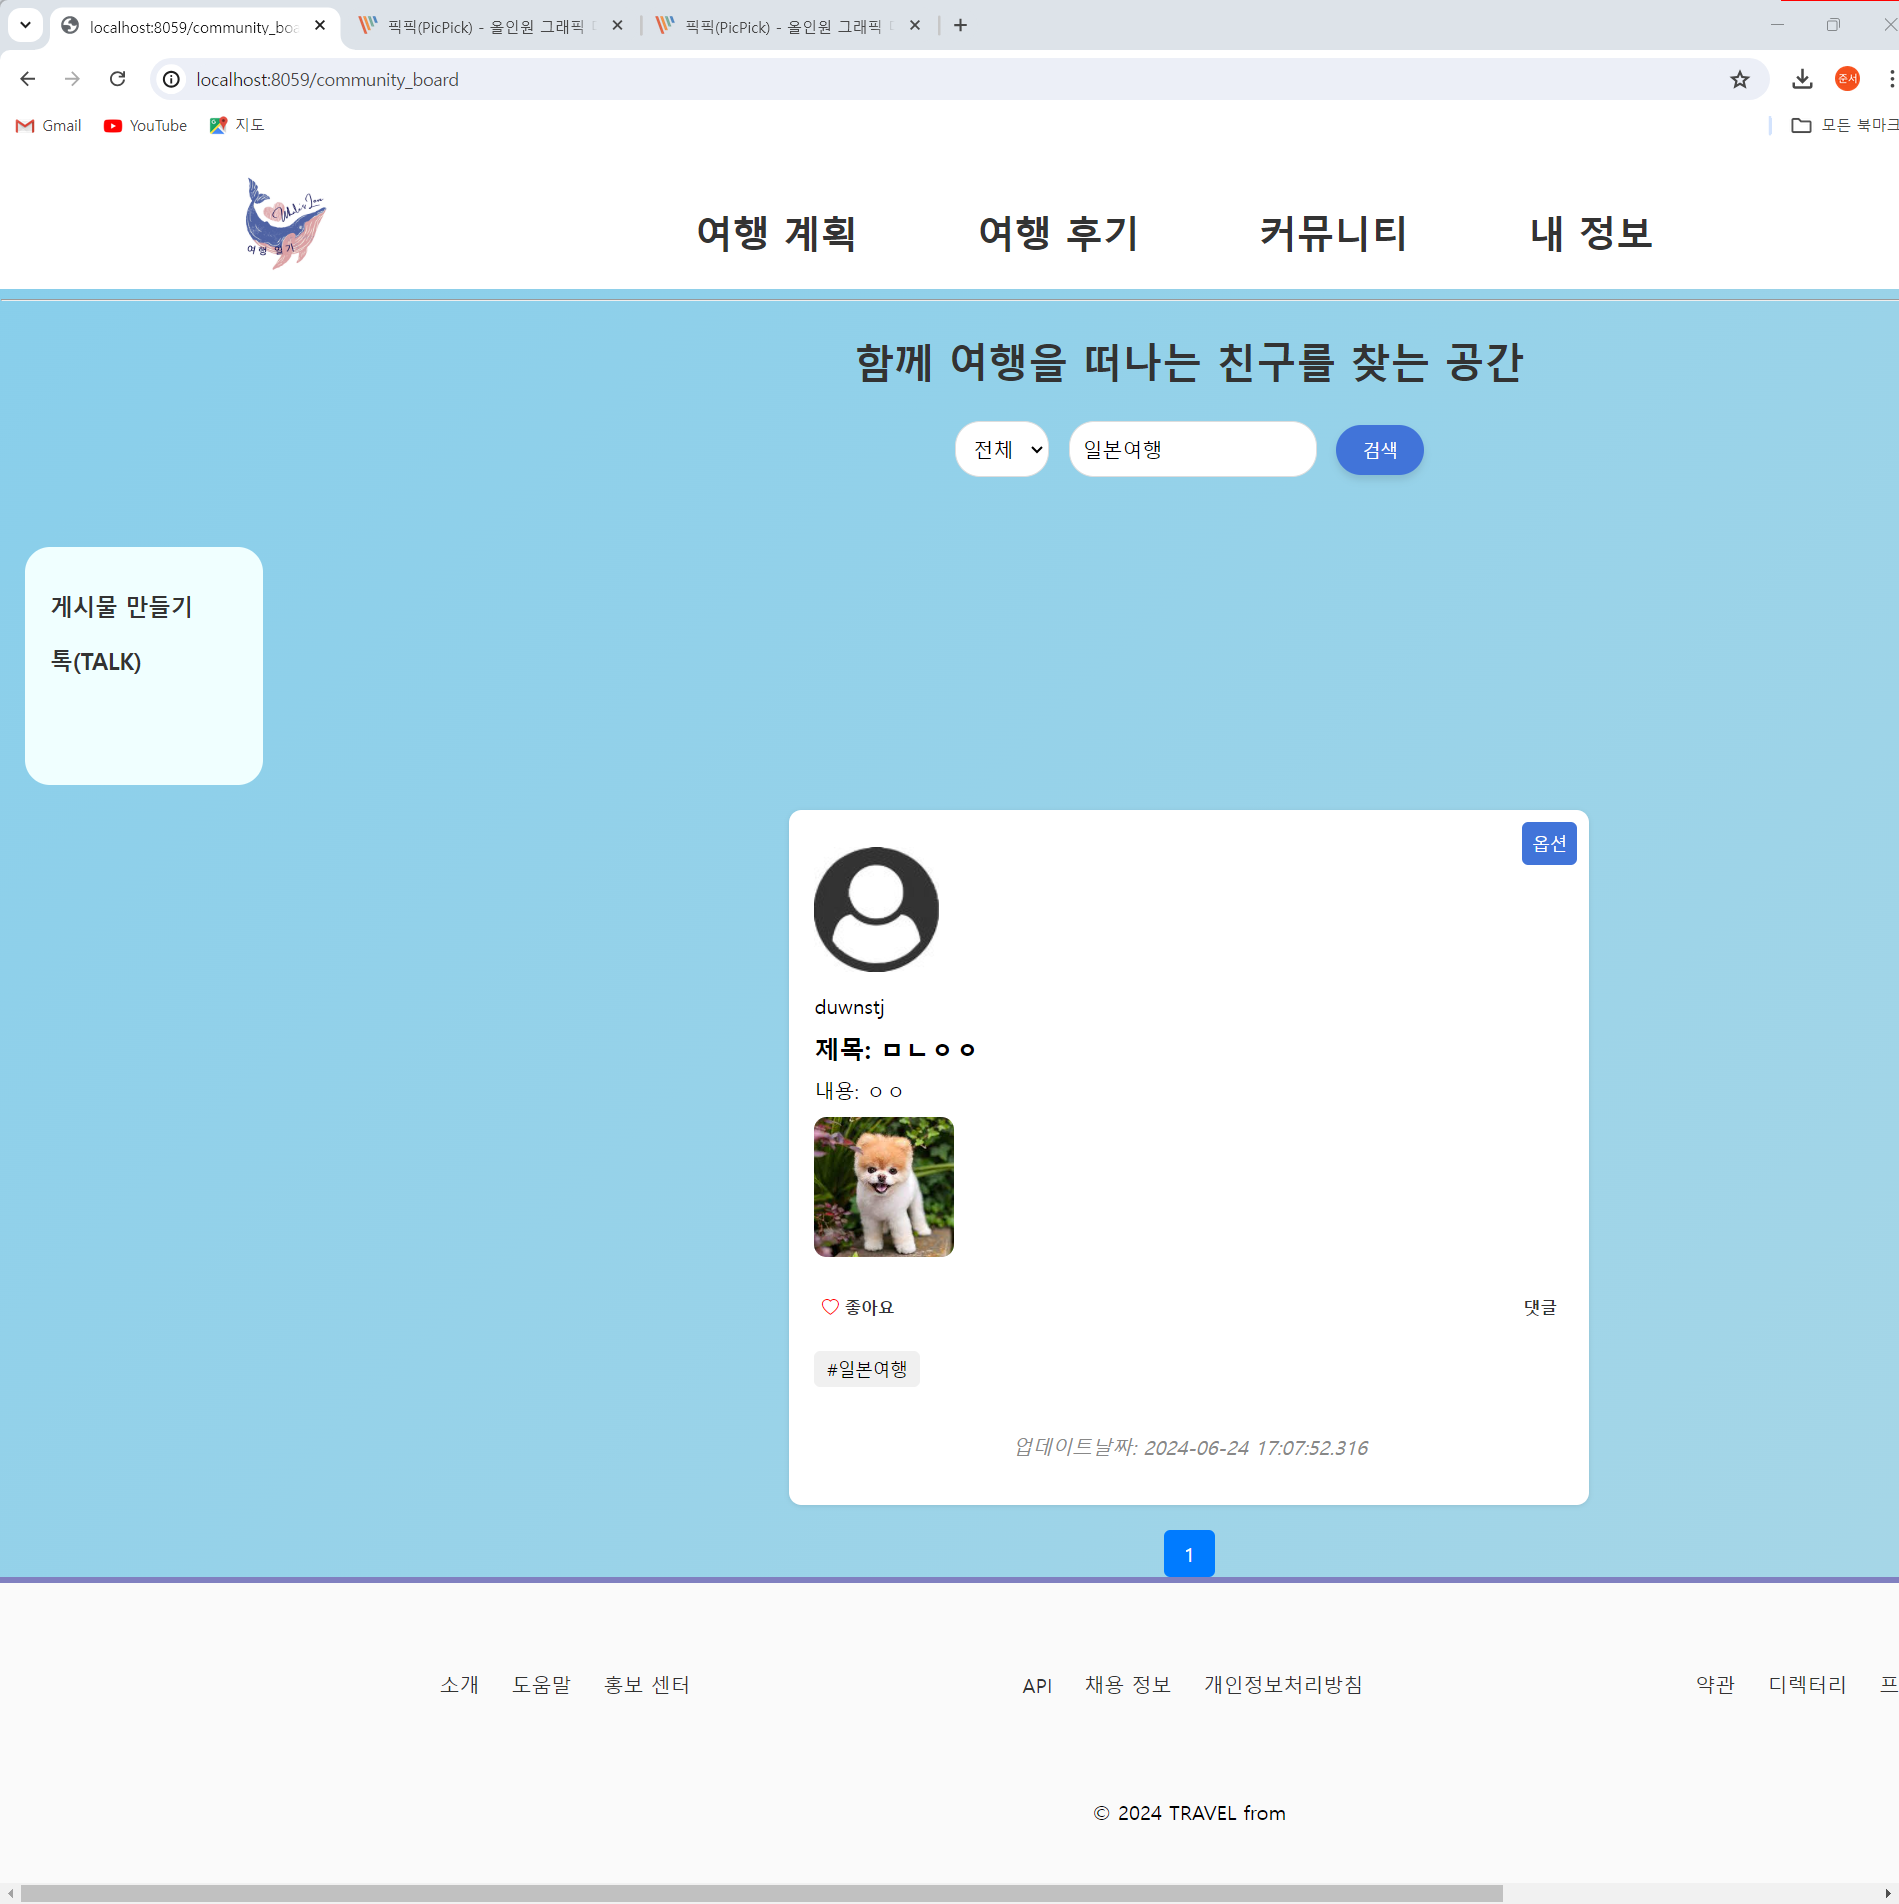 localhost:8059/community_boa
픽픽(PicPick) - 올인원 그래픽
픽픽(PicPick) - 올인원 그래픽
localhost:8059/community_board
준서
Gmail
YouTube
지도
모든 북마크
여행 일기
여행 계획
여행 후기
커뮤니티
내 정보
함께 여행을 떠나는 친구를 찾는 공간
전체
일본여행
검색
게시물 만들기
톡(TALK)
옵션
duwnstj
제목: ㅁㄴㅇㅇ
내용: ㅇㅇ
♡ 좋아요
댓글
#일본여행
업데이트날짜: 2024-06-24 17:07:52.316
1
소개 도움말 홍보 센터
API 채용 정보 개인정보처리방침
약관 디렉터리 프
© 2024 TRAVEL from